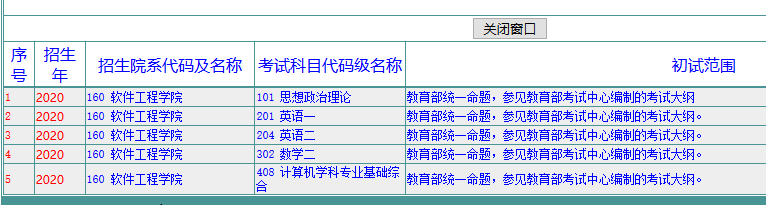 关闭窗口
序号 招生年 招生院系代码及名称 考试科目代码级名称 初试范围
1 2020 160 软件工程学院 101 思想政治理论 教育部统一命题，参见教育部考试中心编制的考试大纲
2 2020 160 软件工程学院 201 英语一 教育部统一命题，参见教育部考试中心编制的考试大纲。
3 2020 160 软件工程学院 204 英语二 教育部统一命题，参见教育部考试中心编制的考试大纲。
4 2020 160 软件工程学院 302 数学二 教育部统一命题，参见教育部考试中心编制的考试大纲。
5 2020 160 软件工程学院 408 计算机学科专业基础综合 教育部统一命题，参见教育部考试中心编制的考试大纲。